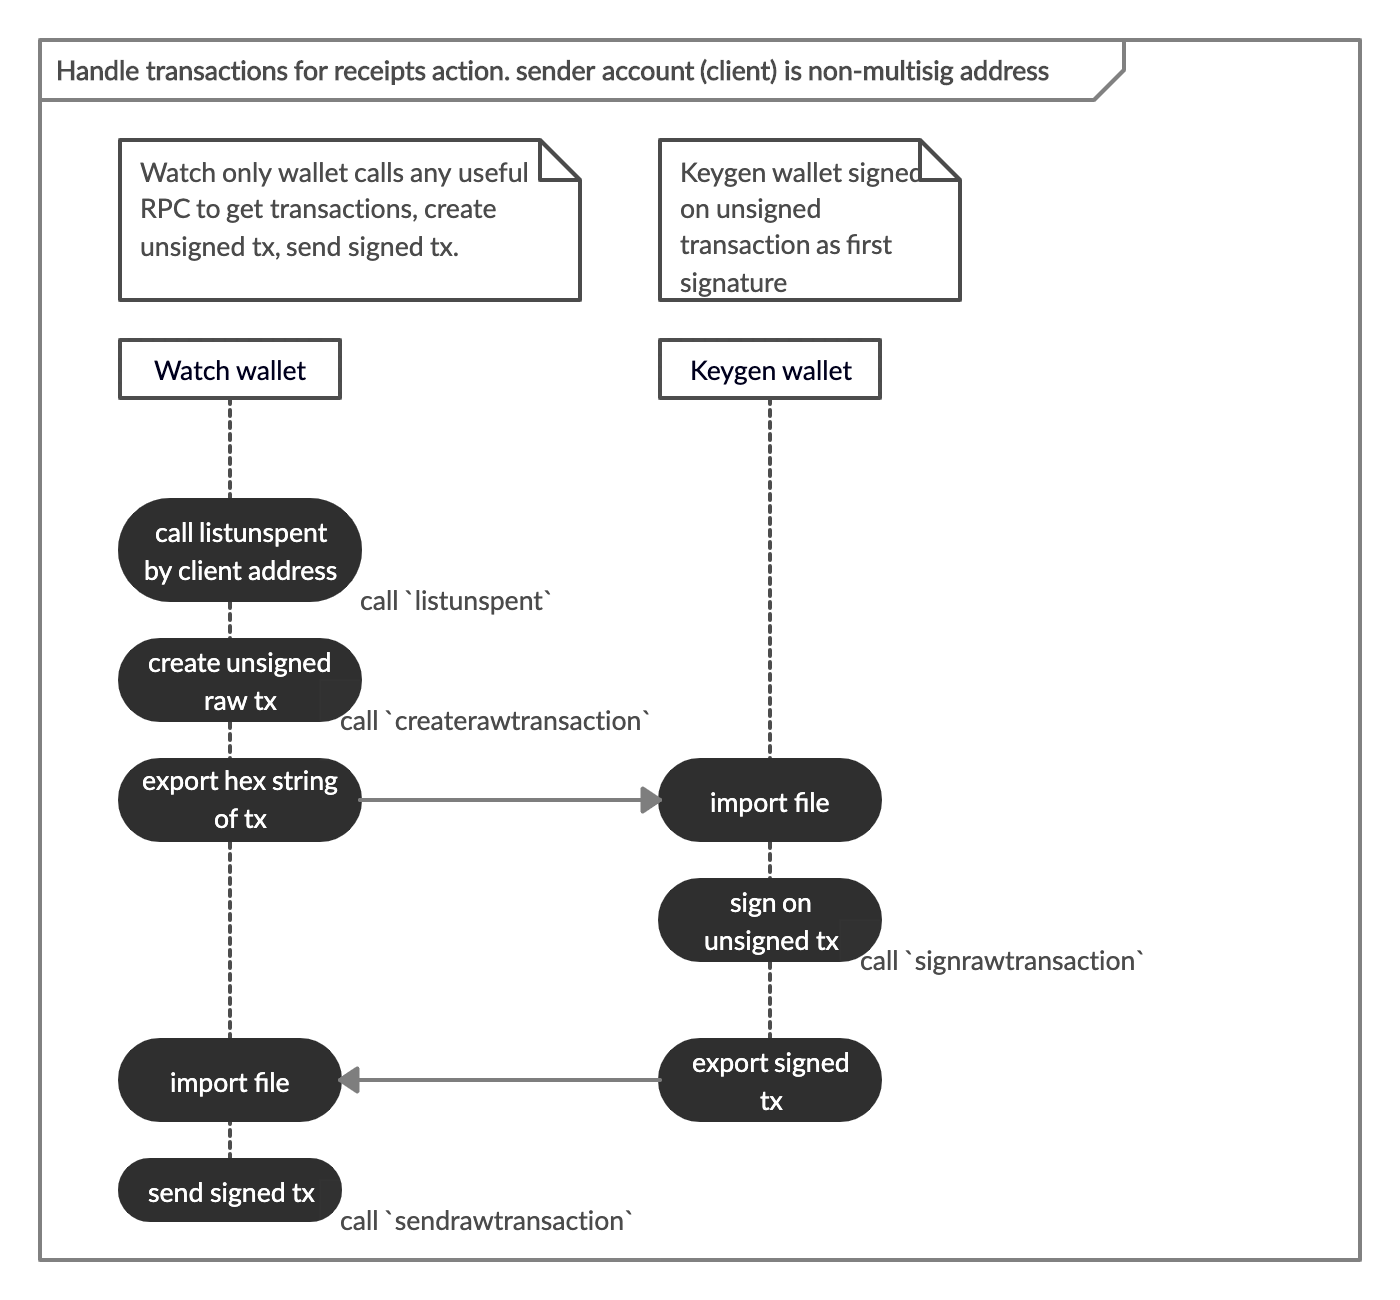 Handle transactions for receipts action. sender account (client) is non-multisig address
Watch only wallet calls any useful
RPC to get transactions, create
unsigned tx, send signed tx.
Keygen wallet signed
on unsigned
transaction as first
signature
Watch wallet
Keygen wallet
call listunspent
by client address
call `listunspent`
create unsigned
raw tx
call `createrawtransaction`
export hex string
of tx
import file
sign on
unsigned tx
call `signrawtransaction`
export signed
tx
import file
send signed tx
call `sendrawtransaction`